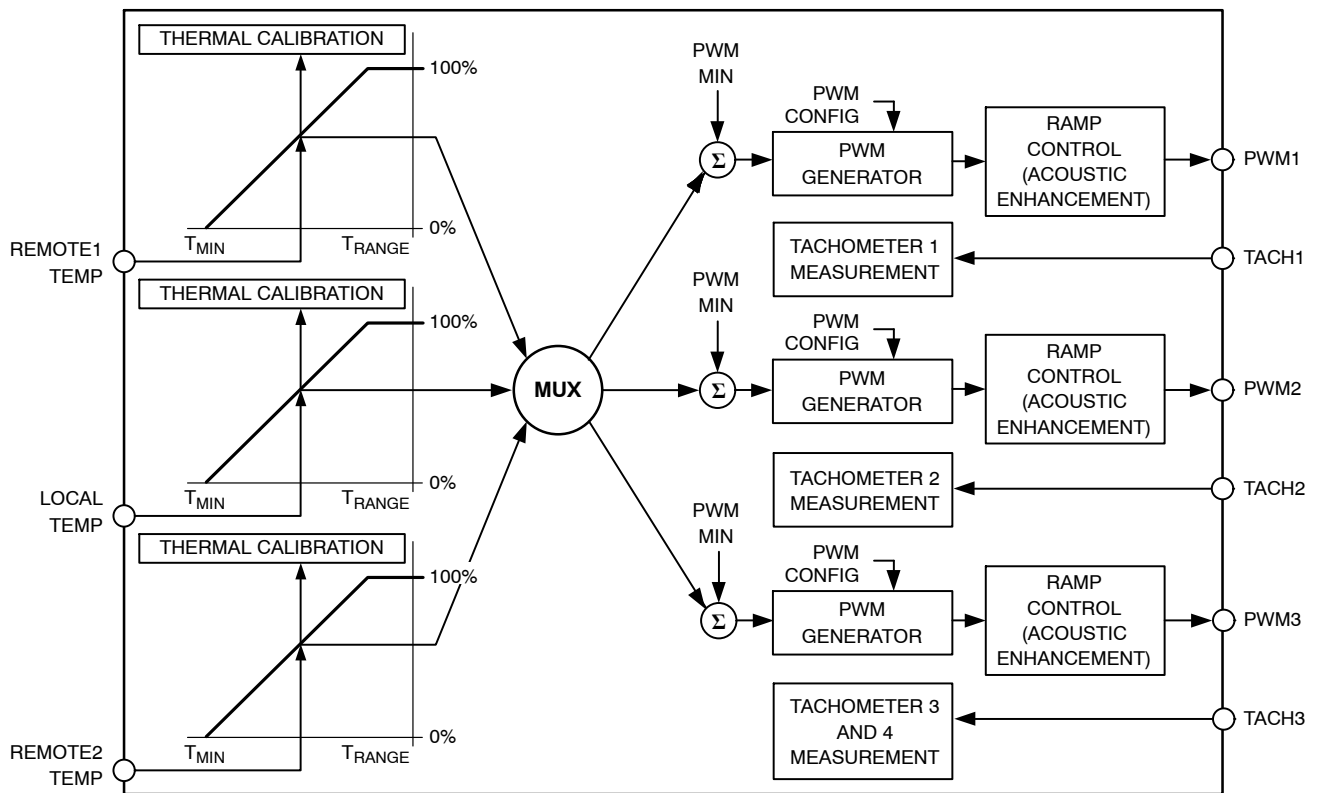 THERMAL CALIBRATION
100%
0%
T_MIN
T_RANGE
REMOTE1
TEMP
THERMAL CALIBRATION
100%
0%
T_MIN
T_RANGE
LOCAL
TEMP
THERMAL CALIBRATION
100%
0%
T_MIN
T_RANGE
REMOTE2
TEMP
MUX
PWM
MIN
Σ
PWM
CONFIG
PWM
GENERATOR
RAMP
CONTROL
(ACOUSTIC
ENHANCEMENT)
PWM1
TACHOMETER 1
MEASUREMENT
TACH1
PWM
MIN
Σ
PWM
CONFIG
PWM
GENERATOR
RAMP
CONTROL
(ACOUSTIC
ENHANCEMENT)
PWM2
TACHOMETER 2
MEASUREMENT
TACH2
PWM
MIN
Σ
PWM
CONFIG
PWM
GENERATOR
RAMP
CONTROL
(ACOUSTIC
ENHANCEMENT)
PWM3
TACHOMETER 3
AND 4
MEASUREMENT
TACH3